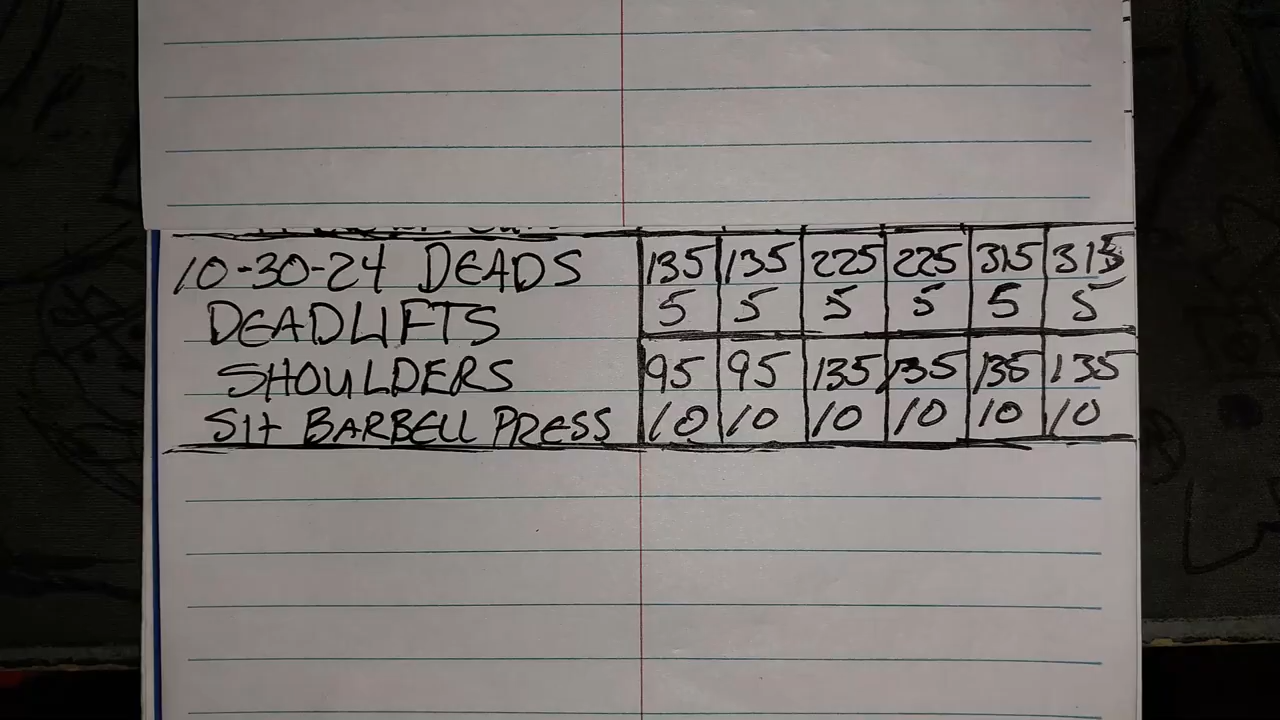 10-30-24 DEADS 135 135 225 225 315 315
DEADLIFTS 5 5 5 5 5 5
SHOULDERS 95 95 135 135 135 135
Sit BARBELL PRESS 10 10 10 10 10 10